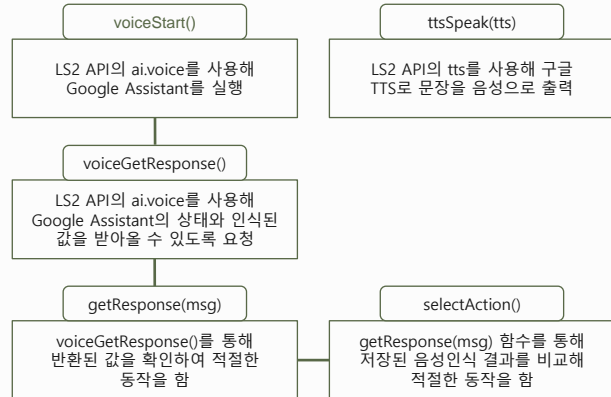 voiceStart()
LS2 API의 ai.voice를 사용해
Google Assistant를 실행
ttsSpeak(tts)
LS2 API의 tts를 사용해 구글
TTS로 문장을 음성으로 출력
voiceGetResponse()
LS2 API의 ai.voice를 사용해
Google Assistant의 상태와 인식된
값을 받아올 수 있도록 요청
getResponse(msg)
voiceGetResponse()를 통해
반환된 값을 확인하여 적절한
동작을 함
selectAction()
getResponse(msg) 함수를 통해
저장된 음성인식 결과를 비교해
적절한 동작을 함